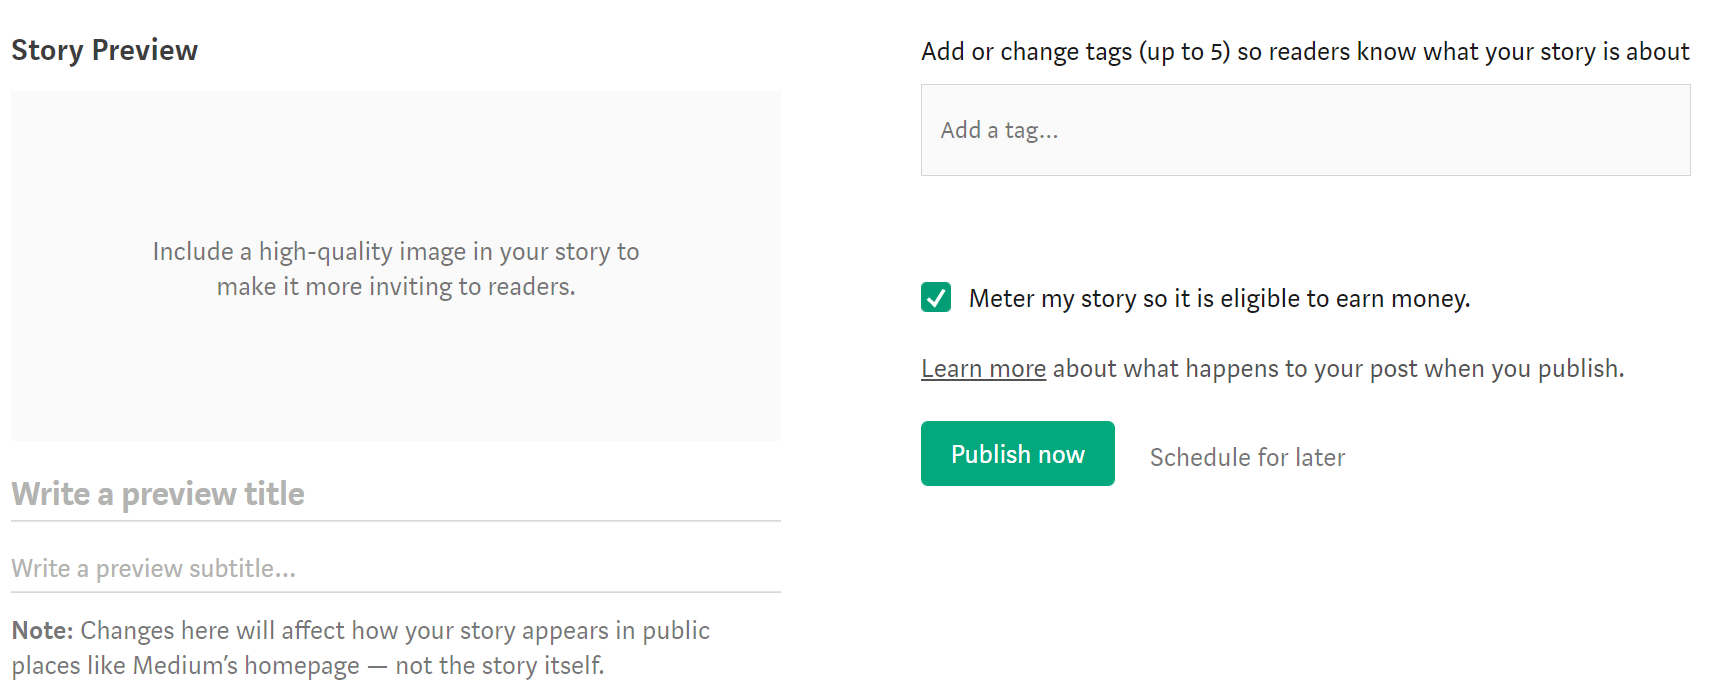 Story Preview
Include a high-quality image in your story to
make it more inviting to readers.
Write a preview title
Write a preview subtitle...
Note: Changes here will affect how your story appears in public
places like Medium’s homepage — not the story itself.
Add or change tags (up to 5) so readers know what your story is about
Add a tag...
Meter my story so it is eligible to earn money.
Learn more about what happens to your post when you publish.
Publish now
Schedule for later